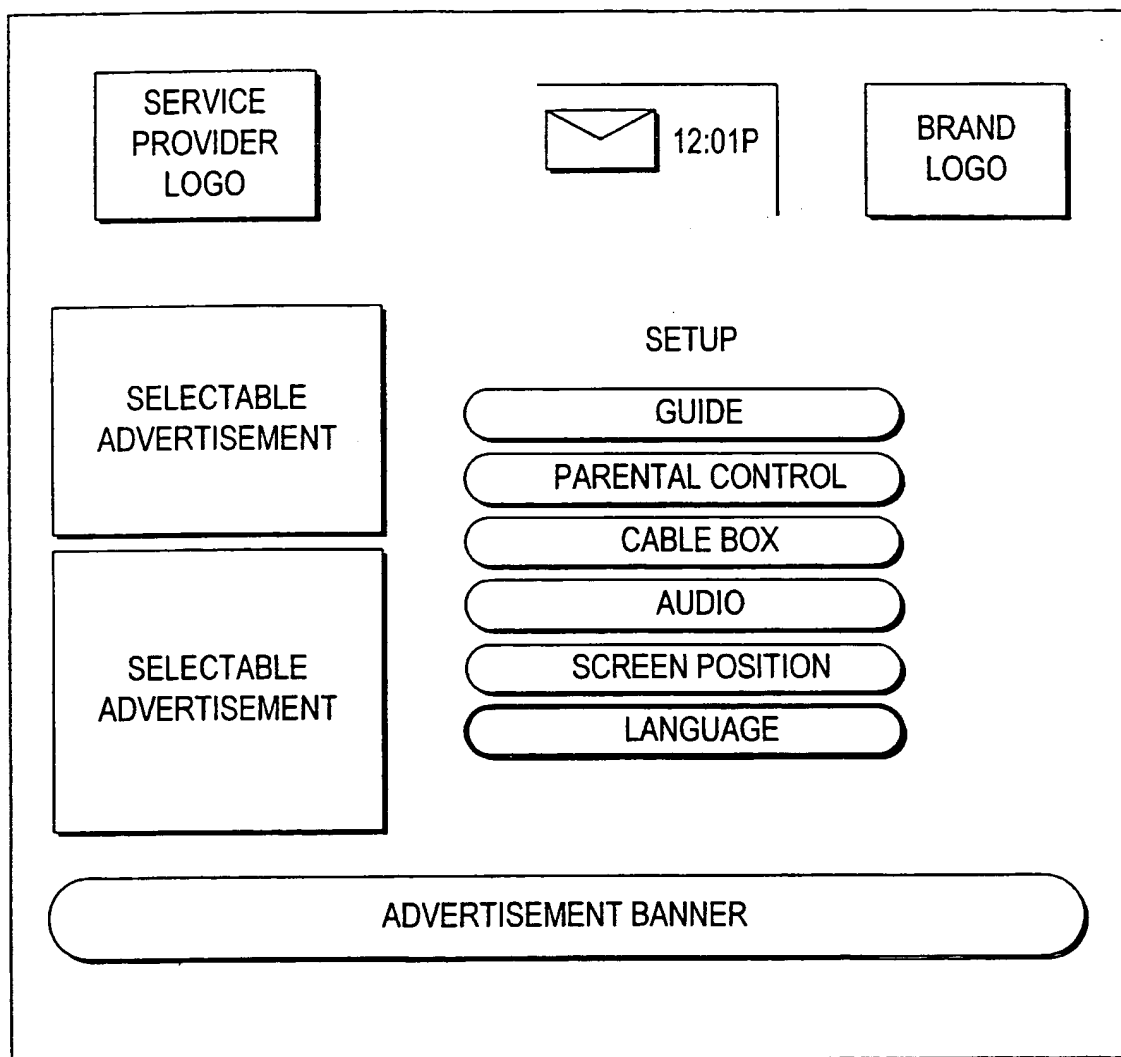 SERVICE
PROVIDER
LOGO
12:01P
BRAND
LOGO
SELECTABLE
ADVERTISEMENT
SELECTABLE
ADVERTISEMENT
SETUP
GUIDE
PARENTAL CONTROL
CABLE BOX
AUDIO
SCREEN POSITION
LANGUAGE
ADVERTISEMENT BANNER